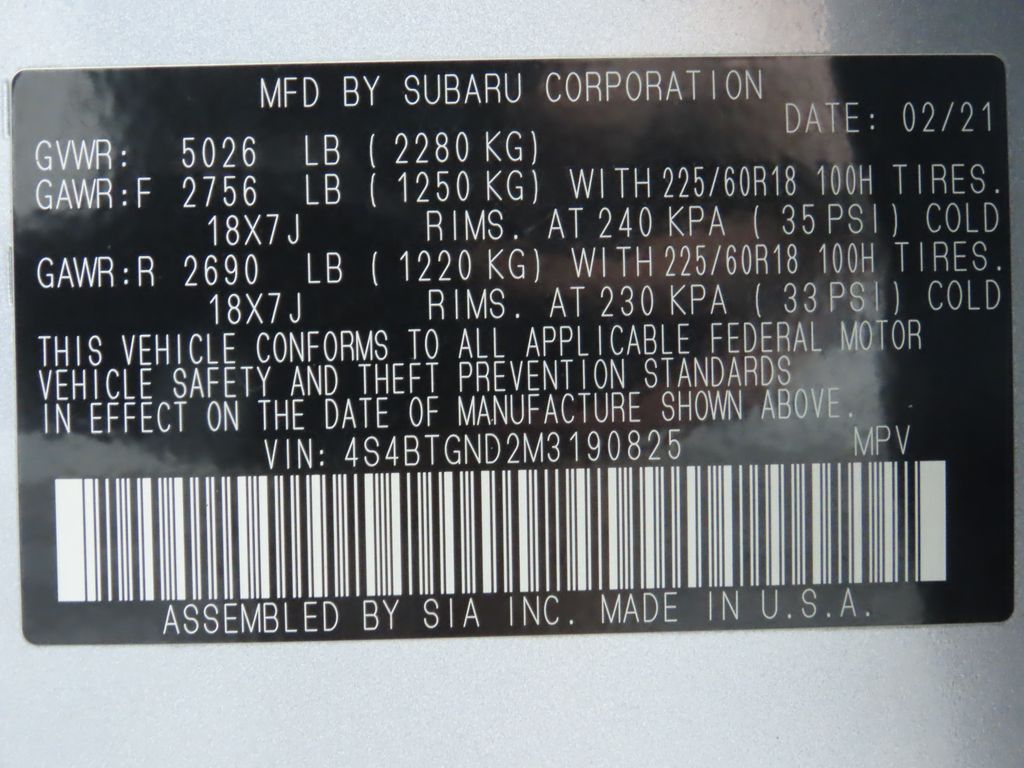 MFD BY SUBARU CORPORATION
DATE: 02/21
GVWR: 5026 LB ( 2280 KG)
GAWR:F 2756 LB ( 1250 KG) WITH 225/60R18 100H TIRES.
18X7J RIMS. AT 240 KPA ( 35 PSI) COLD
GAWR:R 2690 LB ( 1220 KG) WITH 225/60R18 100H TIRES.
18X7J RIMS. AT 230 KPA ( 33 PSI) COLD
THIS VEHICLE CONFORMS TO ALL APPLICABLE FEDERAL MOTOR
VEHICLE SAFETY AND THEFT PREVENTION STANDARDS
IN EFFECT ON THE DATE OF MANUFACTURE SHOWN ABOVE.
VIN: 4S4BTGND2M3190825 MPV
ASSEMBLED BY SIA INC. MADE IN U.S.A.